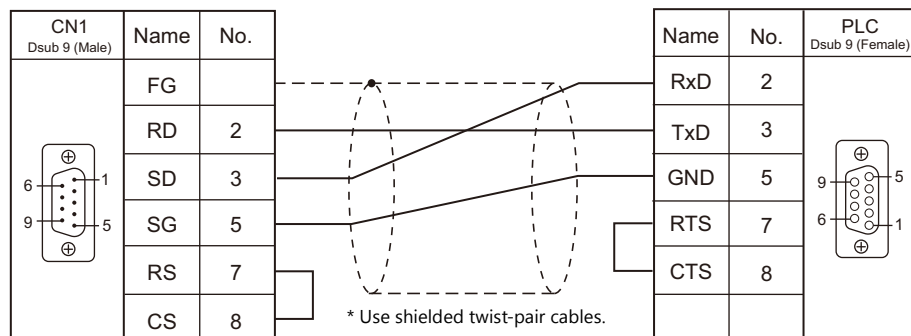 CN1
Dsub 9 (Male)
Name No.
FG
RD 2
SD 3
SG 5
RS 7
CS 8
6 1
9 5
* Use shielded twist-pair cables.
Name No.
PLC
Dsub 9 (Female)
RxD 2
TxD 3
GND 5
RTS 7
CTS 8
9 5
6 1